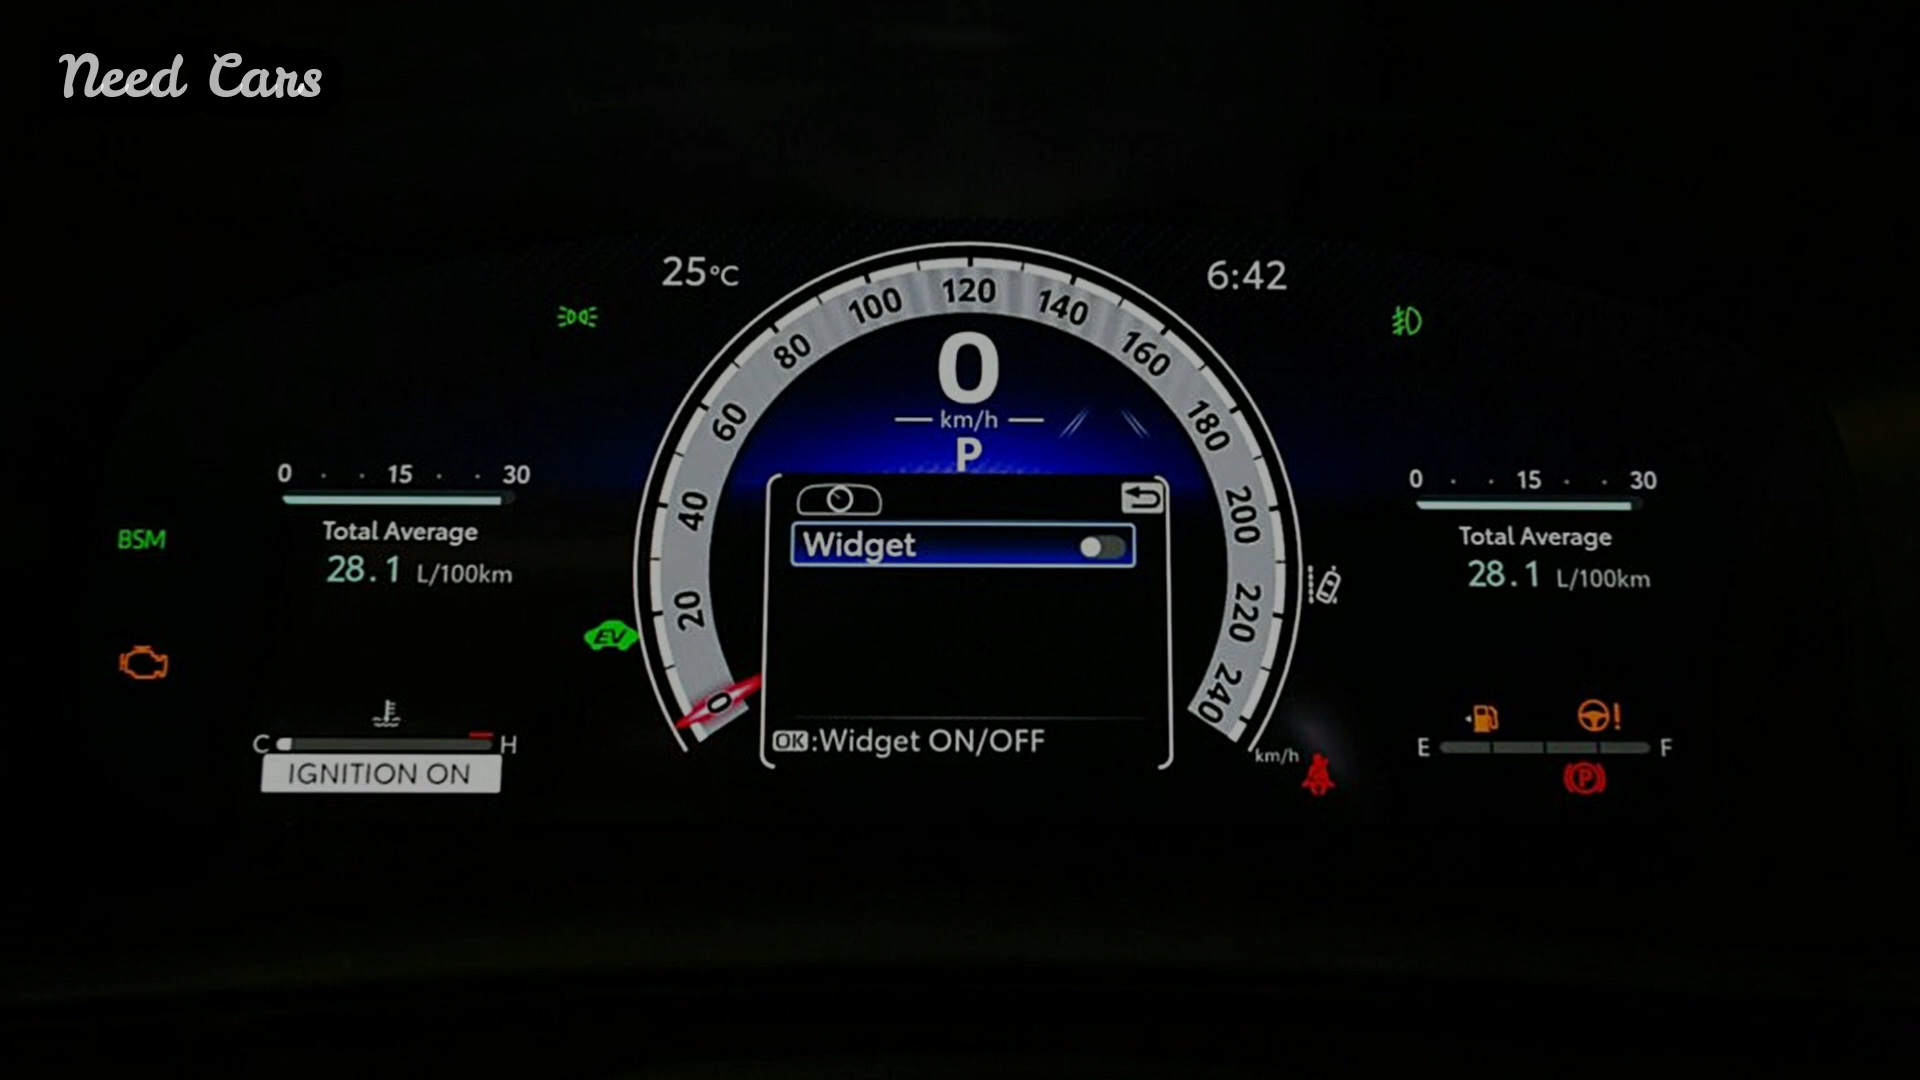 Need Cars
25°C
6:42
0 20 40 60 80 100 120 140 160 180 200 220 240
km/h
0
km/h
P
0 15 30
Total Average
28.1 L/100km
BSM
EV
C H
IGNITION ON
Widget
OK:Widget ON/OFF
0 15 30
Total Average
28.1 L/100km
E F
P